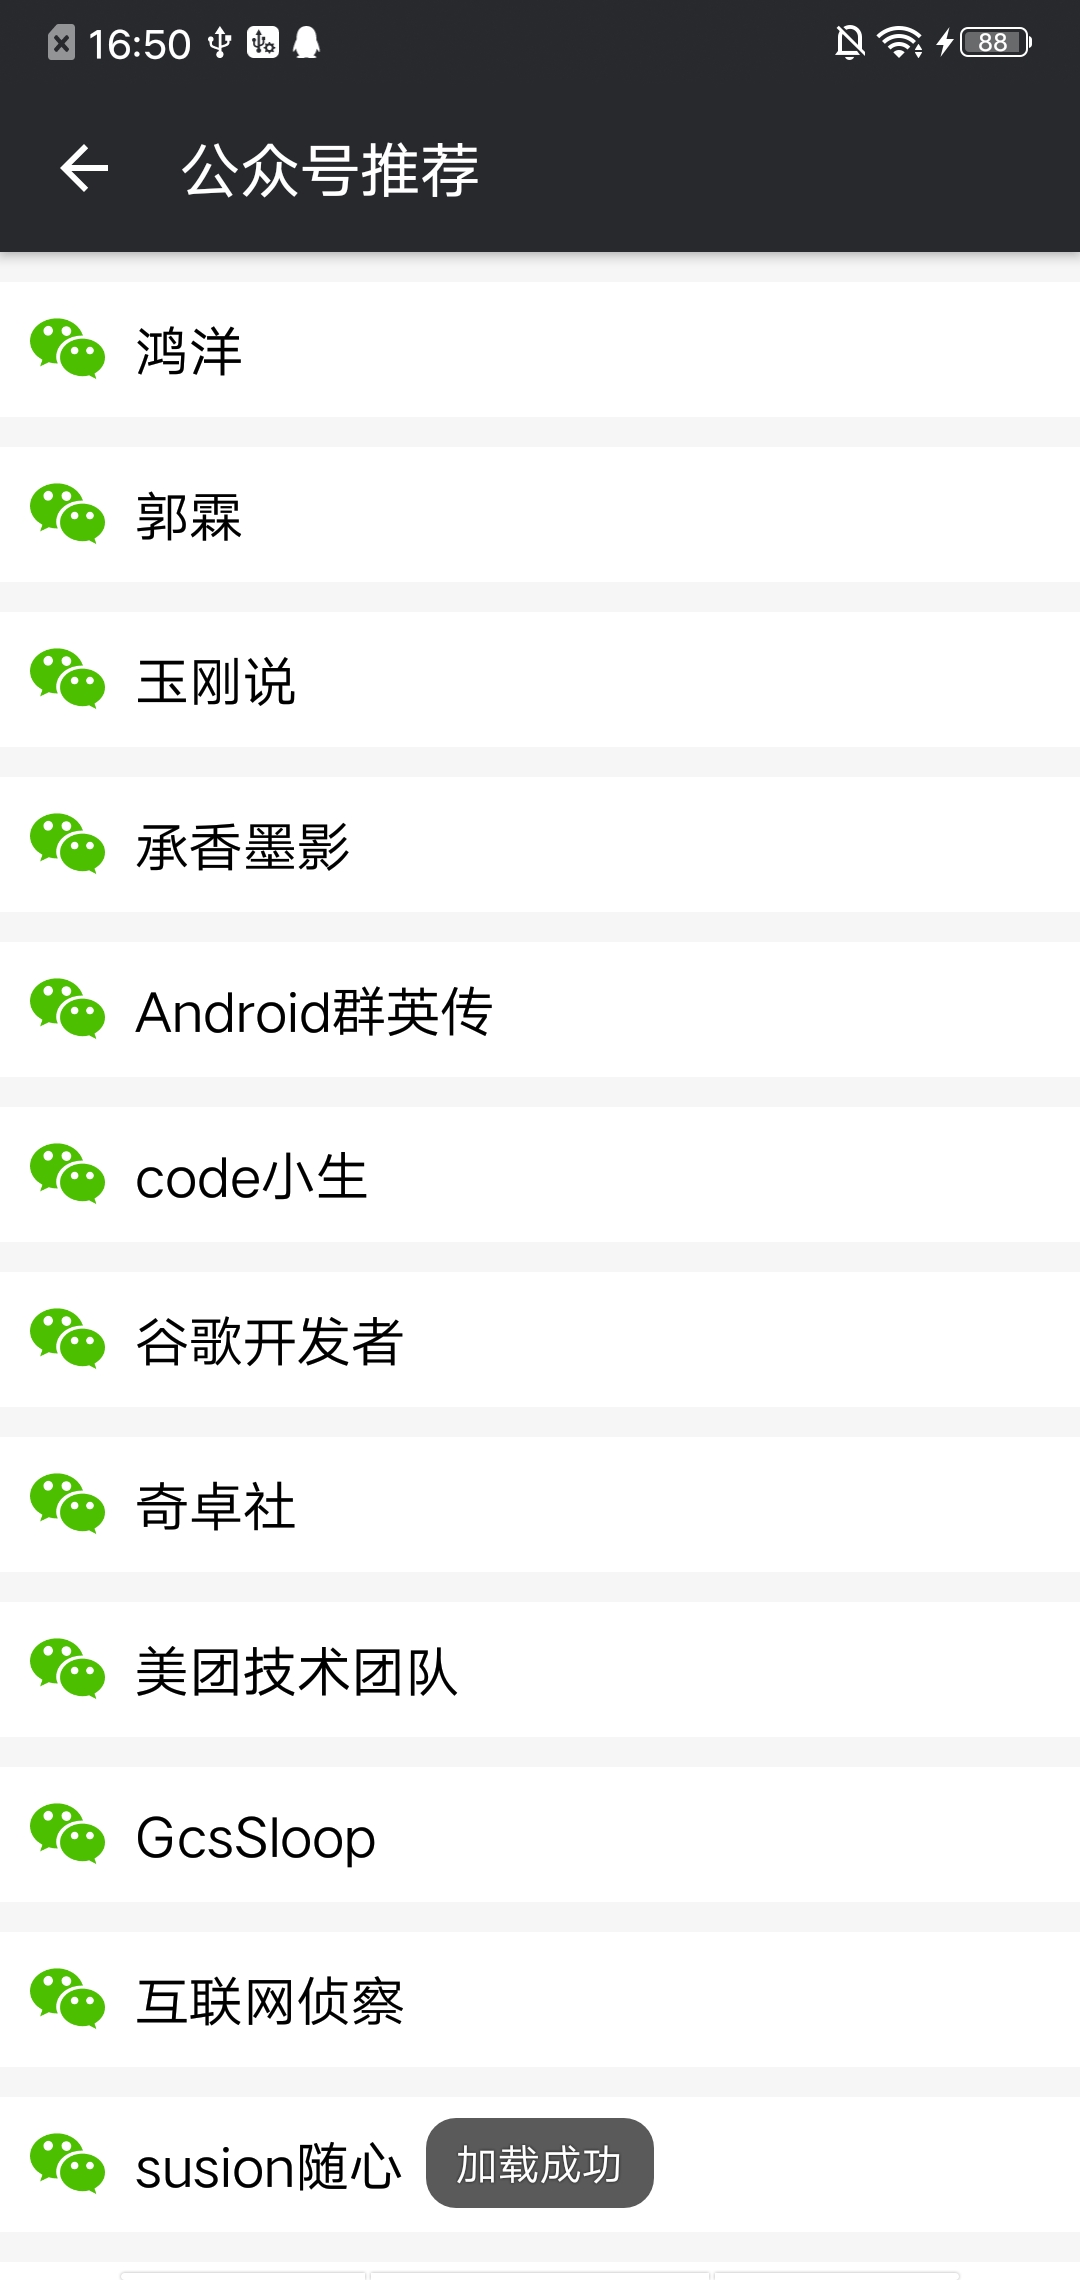 16:50
88
公众号推荐
鸿洋
郭霖
玉刚说
承香墨影
Android群英传
code小生
谷歌开发者
奇卓社
美团技术团队
GcsSloop
互联网侦察
susion随心
加载成功